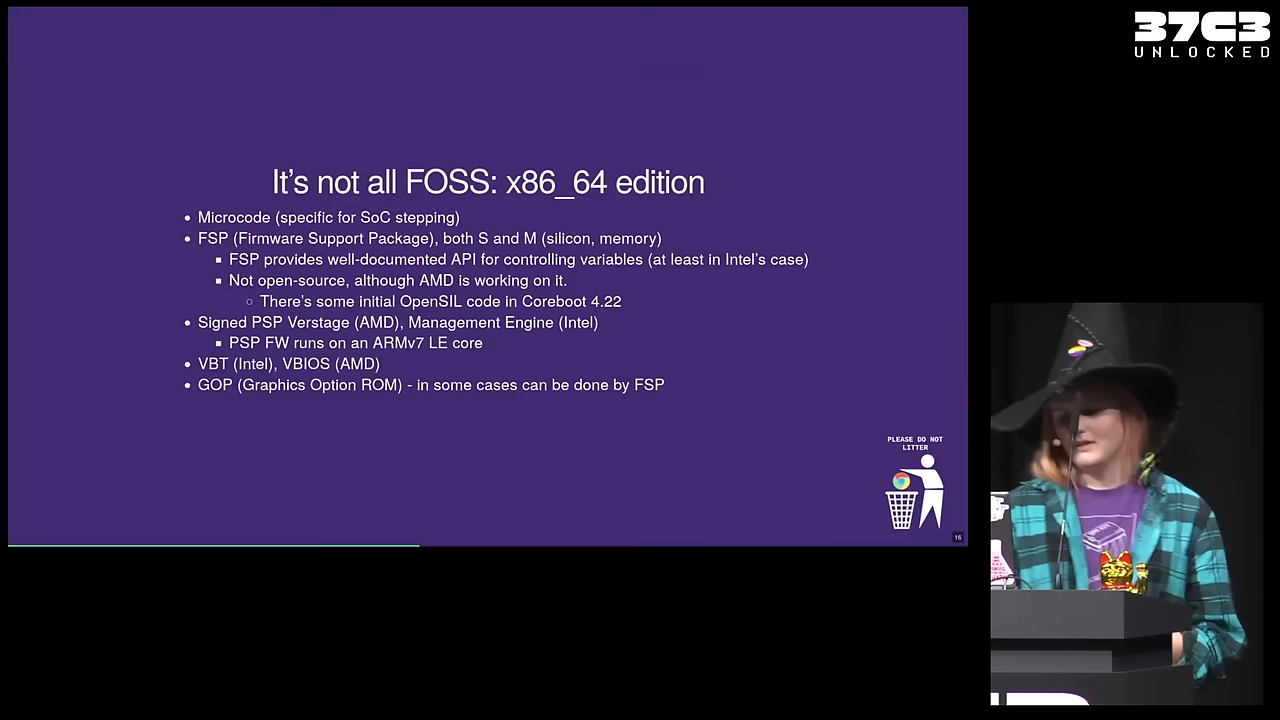 37C3
UNLOCKED
It's not all FOSS: x86_64 edition
• Microcode (specific for SoC stepping)
• FSP (Firmware Support Package), both S and M (silicon, memory)
▪ FSP provides well-documented API for controlling variables (at least in Intel's case)
▪ Not open-source, although AMD is working on it.
○ There's some initial OpenSIL code in Coreboot 4.22
• Signed PSP Verstage (AMD), Management Engine (Intel)
▪ PSP FW runs on an ARMv7 LE core
• VBT (Intel), VBIOS (AMD)
• GOP (Graphics Option ROM) - in some cases can be done by FSP
PLEASE DO NOT
LITTER
16